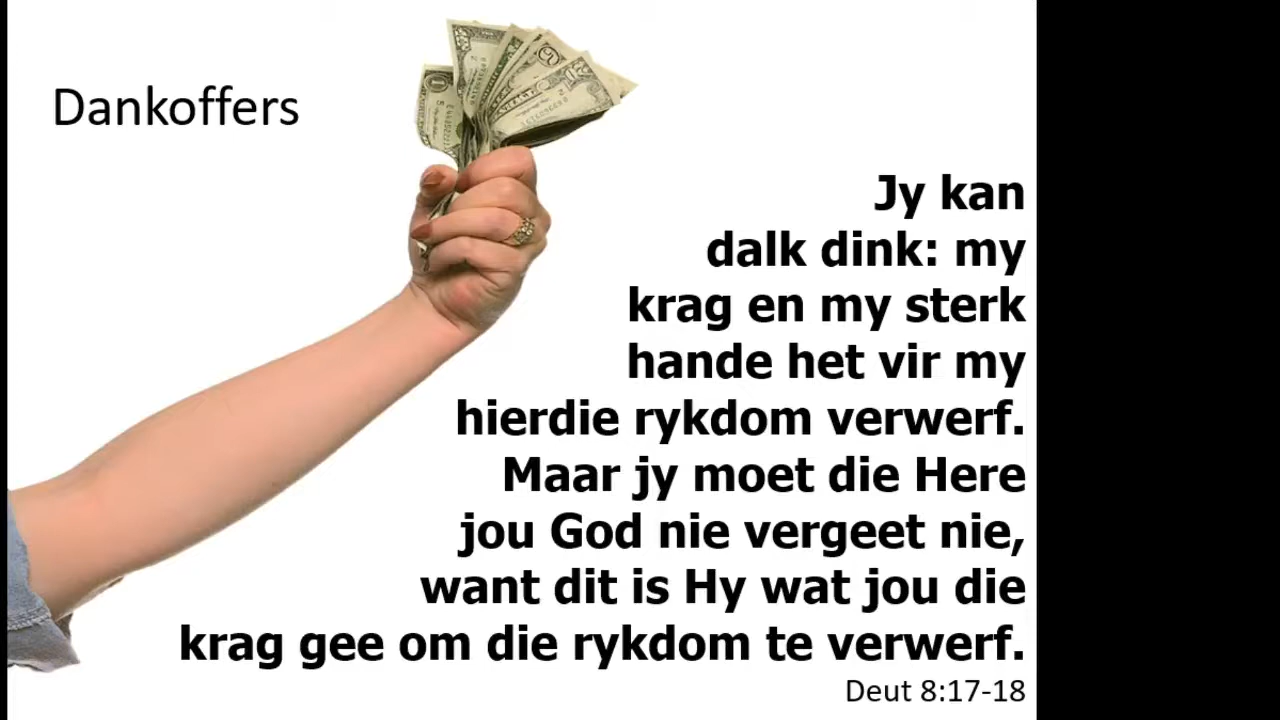 Dankoffers
Jy kan
dalk dink: my
krag en my sterk
hande het vir my
hierdie rykdom verwerf.
Maar jy moet die Here
jou God nie vergeet nie,
want dit is Hy wat jou die
krag gee om die rykdom te verwerf.
Deut 8:17-18